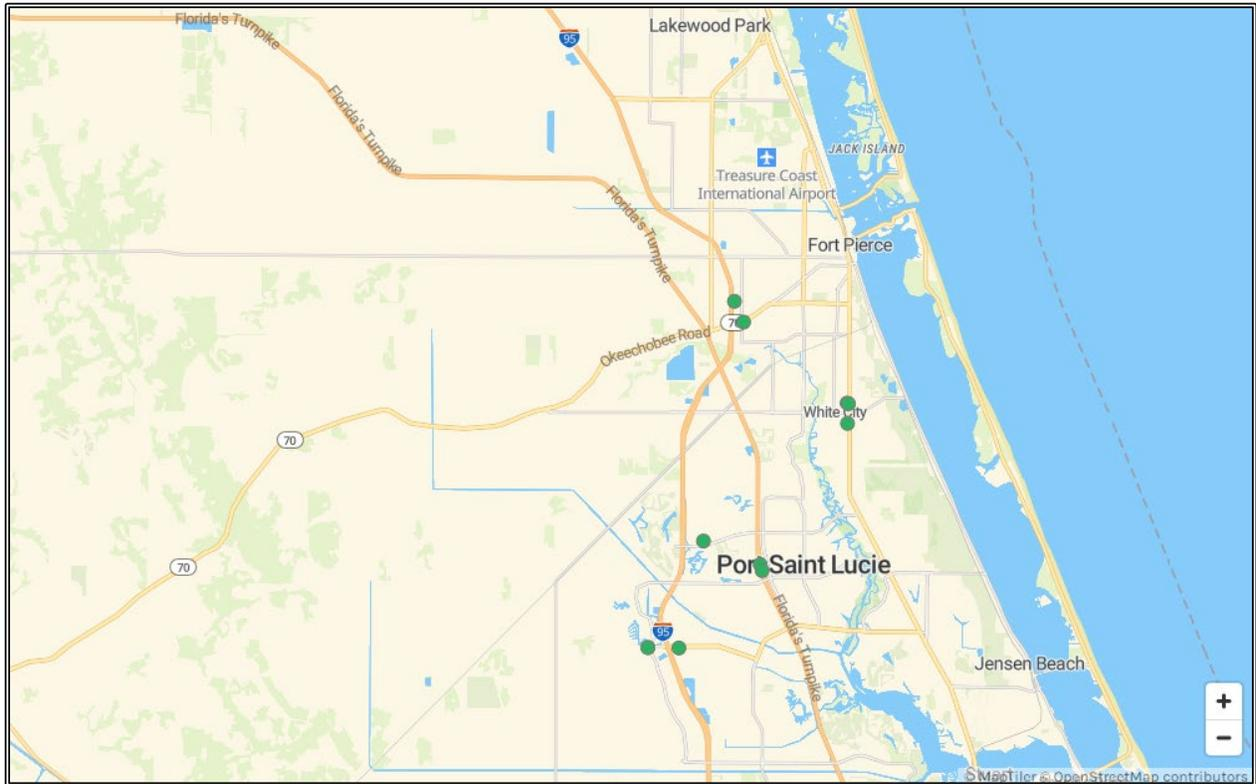 Florida's Turnpike
Lakewood Park
95
Florida's Turnpike
JACK ISLAND
Treasure Coast
International Airport
Florida's Turnpike
Fort Pierce
70
Okeechobee Road
White City
70
Port Saint Lucie
70
Florida's Turnpike
95
Jensen Beach
+
−
© MapTiler © OpenStreetMap contributors